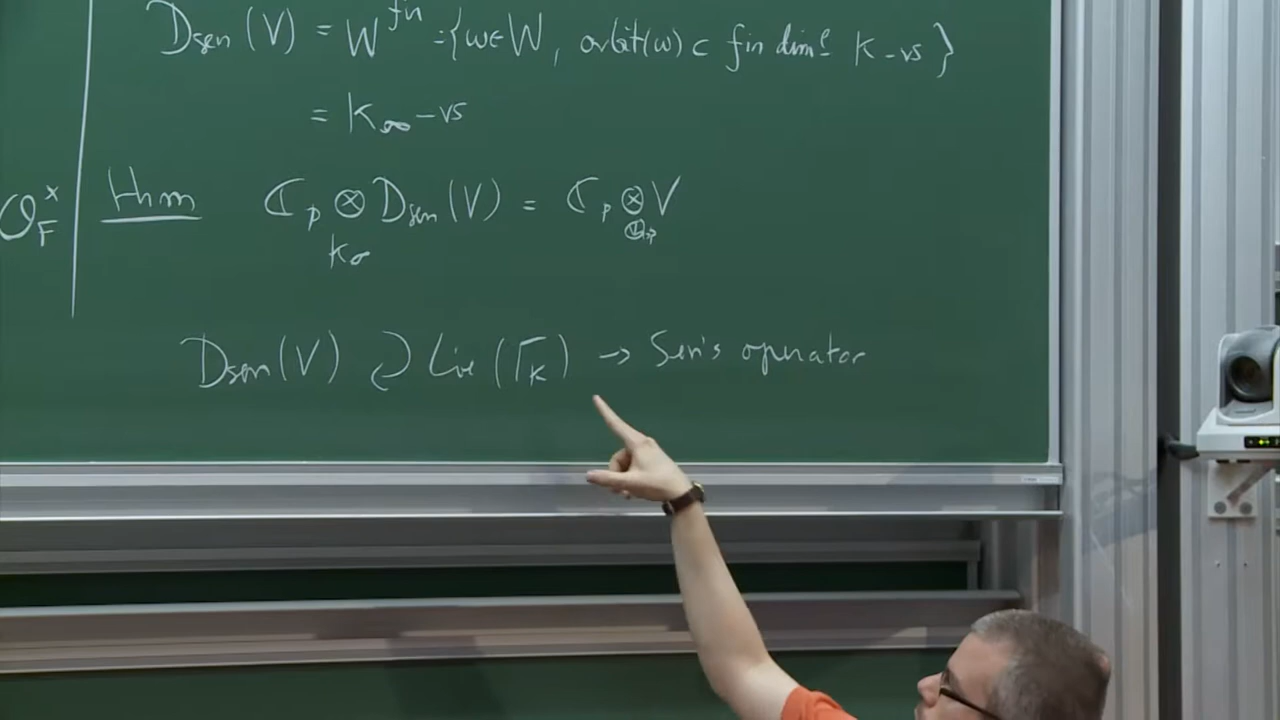 D_sen (V) = W^fin = {w∈W, orbit(w) ⊂ fin dim^l K-vs}
= K_∞-vs
O_F^×
Thm ℂ_p ⊗_{K_∞} D_sen (V) = ℂ_p ⊗_{ℚ_p} V
D_sen (V) ⊋ Lie (Γ_K) → Sen's operator